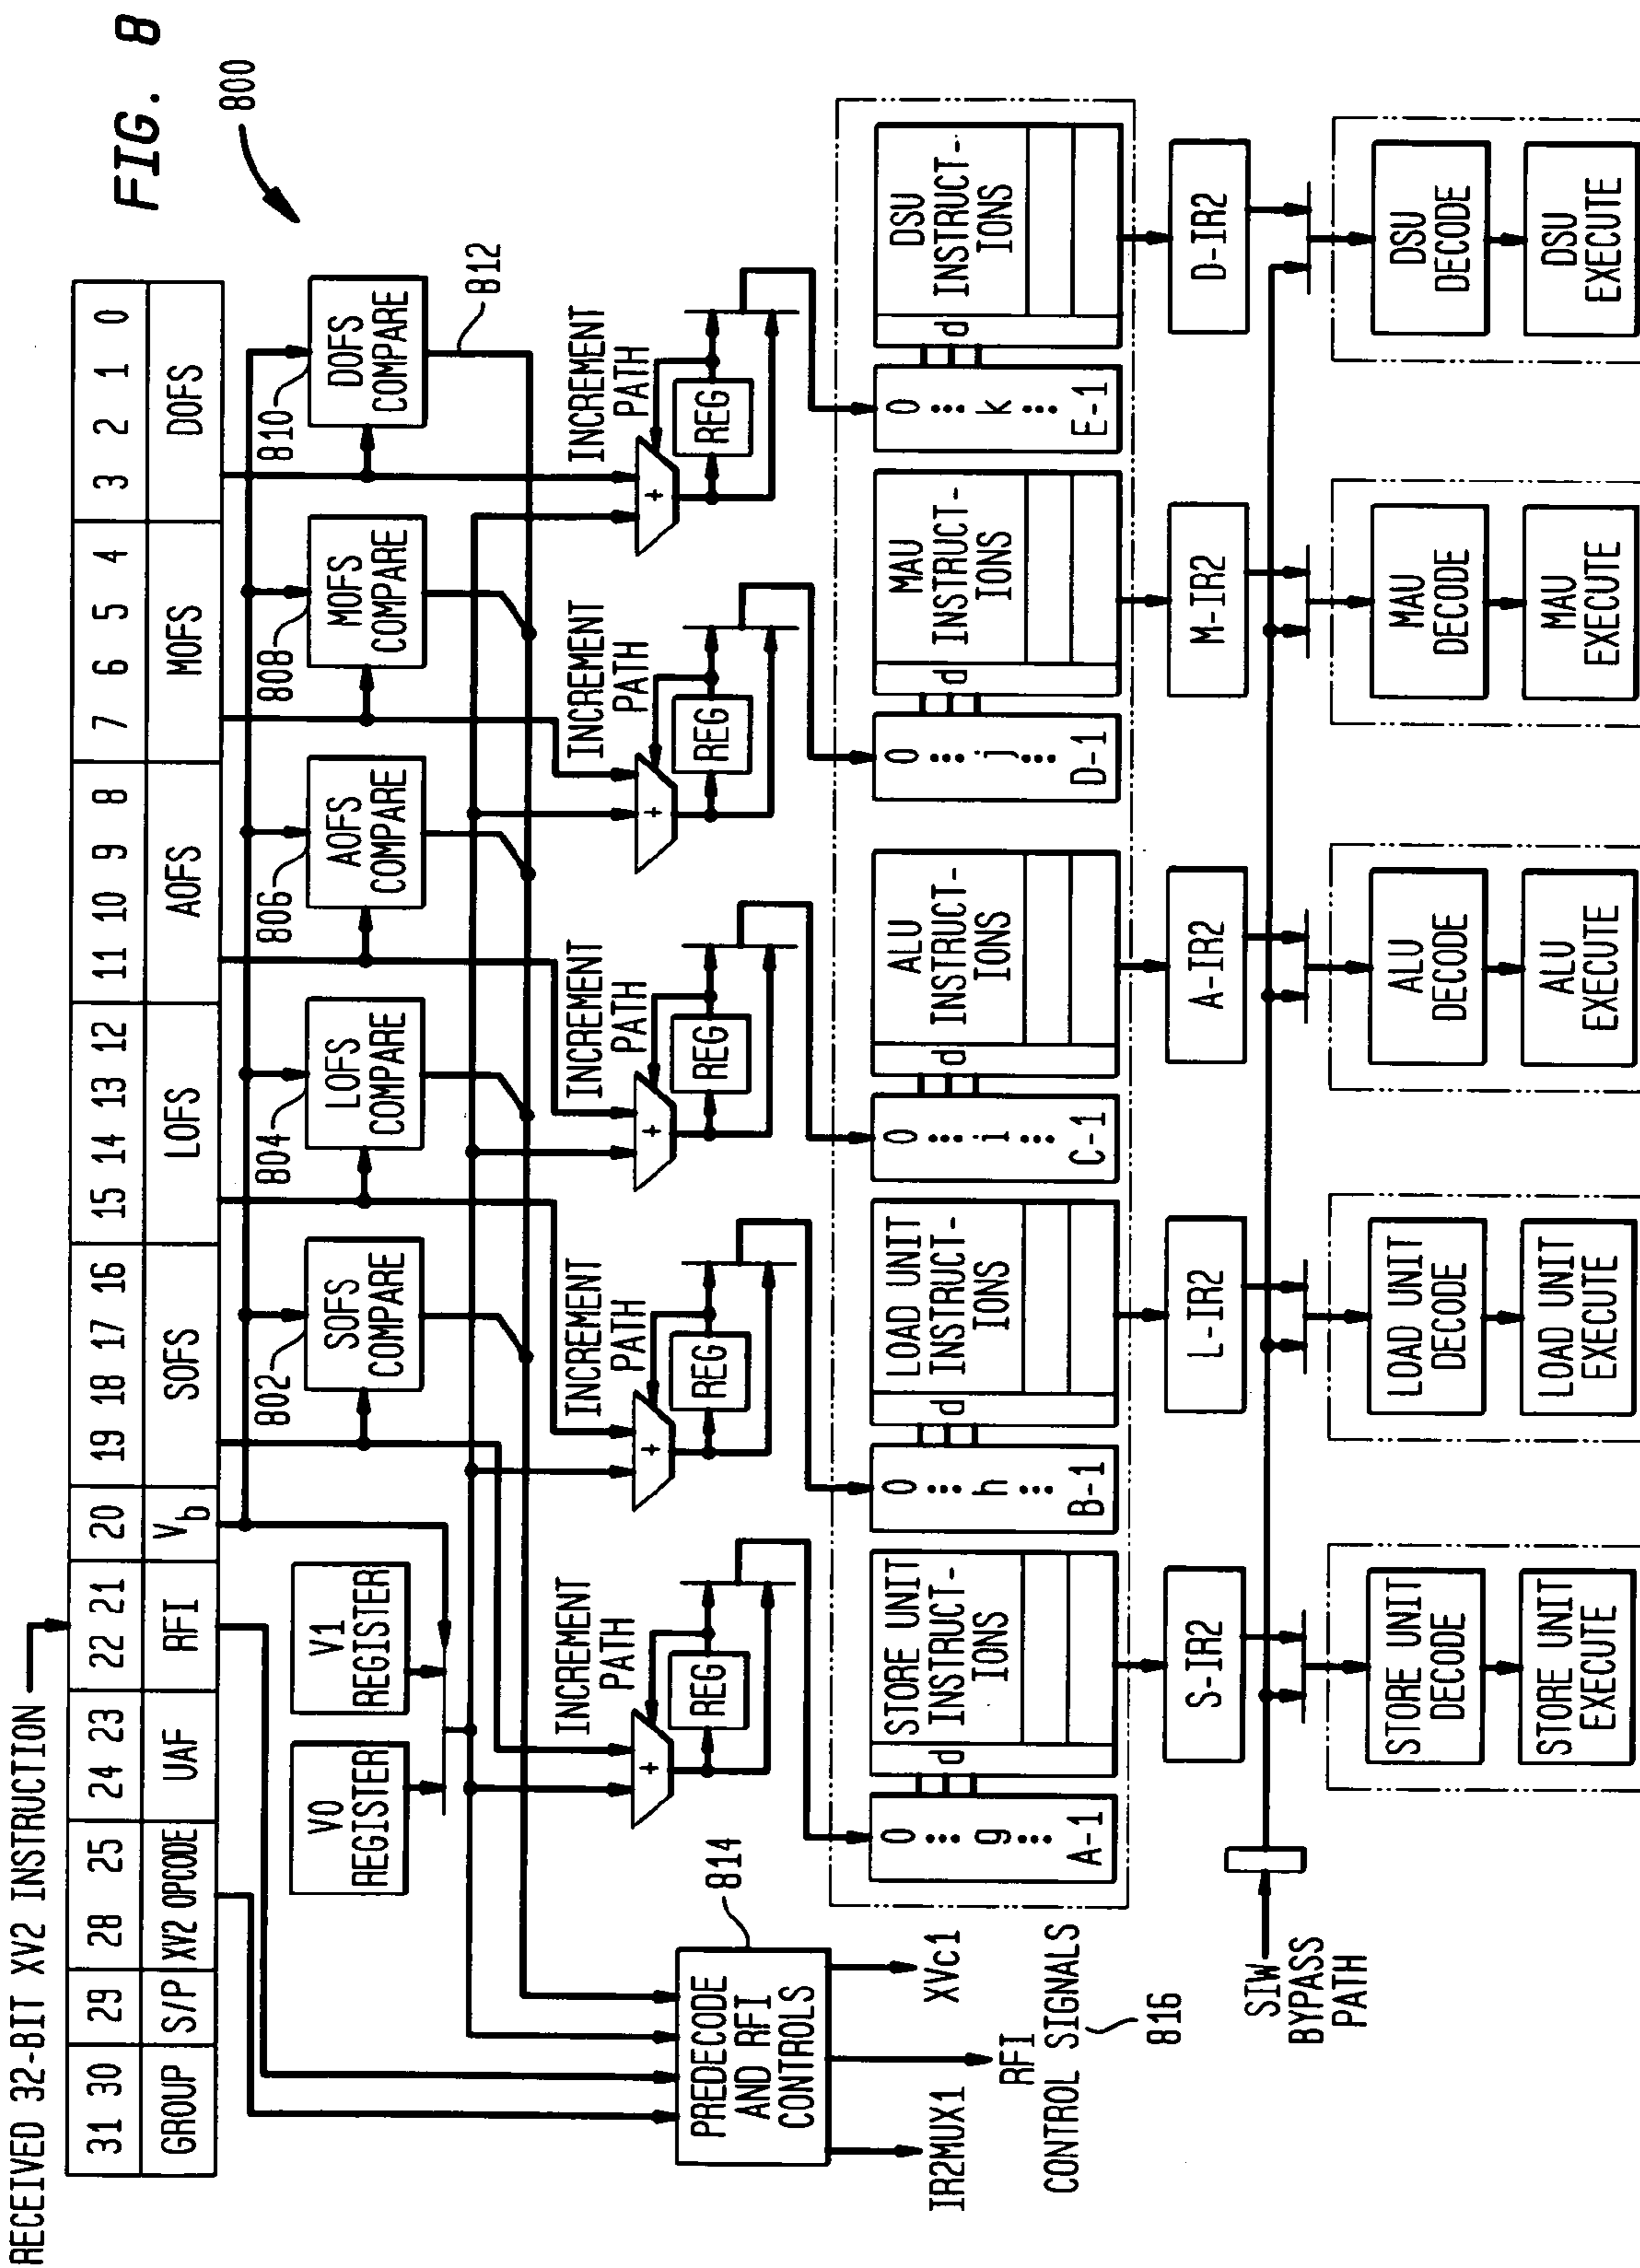 FIG. 8
800
RECEIVED 32-BIT XV2 INSTRUCTION
31 30 29 28 25 24 23 22 21 20 19 18 17 16 15 14 13 12 11 10 9 8 7 6 5 4 3 2 1 0
GROUP S/P XV2 OPCODE UAF RFI Vb SOFS LOFS AOFS MOFS DOFS
V0
REGISTER
V1
REGISTER
802
SOFS
COMPARE
804
LOFS
COMPARE
806
AOFS
COMPARE
808
MOFS
COMPARE
810
DOFS
COMPARE
812
INCREMENT
PATH
+
REG
INCREMENT
PATH
+
REG
INCREMENT
PATH
+
REG
INCREMENT
PATH
+
REG
INCREMENT
PATH
+
REG
814
PREDECODE
AND RFI
CONTROLS
IR2MUX1
RFI
CONTROL SIGNALS
816
XVc1
0
⋮
g
⋮
A-1
d
STORE UNIT
INSTRUCT-
IONS
0
⋮
h
⋮
B-1
d
LOAD UNIT
INSTRUCT-
IONS
0
⋮
i
⋮
C-1
d
ALU
INSTRUCT-
IONS
0
⋮
j
⋮
D-1
d
MAU
INSTRUCT-
IONS
0
⋮
k
⋮
E-1
d
DSU
INSTRUCT-
IONS
S-IR2
L-IR2
A-IR2
M-IR2
D-IR2
SIW
BYPASS
PATH
STORE UNIT
DECODE
LOAD UNIT
DECODE
ALU
DECODE
MAU
DECODE
DSU
DECODE
STORE UNIT
EXECUTE
LOAD UNIT
EXECUTE
ALU
EXECUTE
MAU
EXECUTE
DSU
EXECUTE